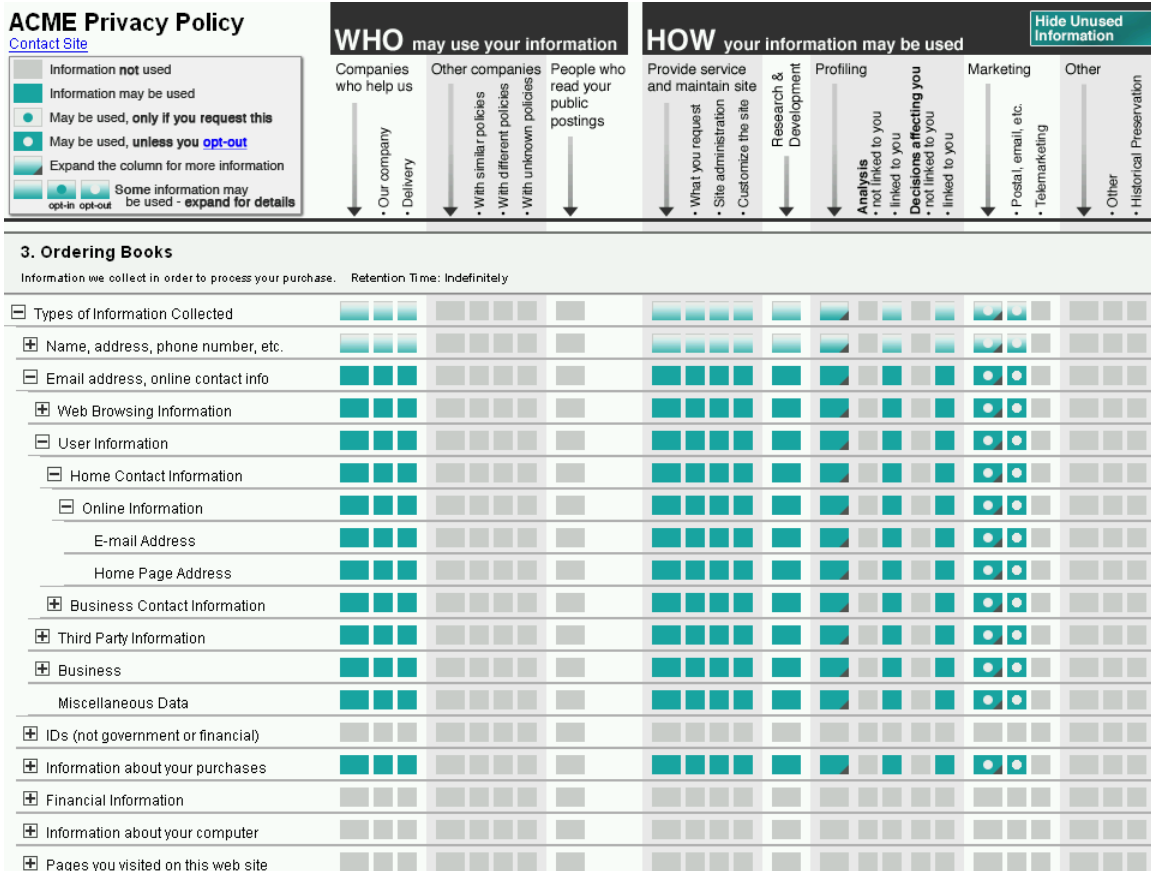 ACME Privacy Policy
Contact Site
Information not used
Information may be used
May be used, only if you request this
May be used, unless you opt-out
Expand the column for more information
Some information may
be used - expand for details
opt-in opt-out
WHO may use your information
Companies
who help us
• Our company
• Delivery
Other companies
• With similar policies
• With different policies
• With unknown policies
People who
read your
public
postings
HOW your information may be used
Hide Unused
Information
Provide service
and maintain site
• What you request
• Site administration
• Customize the site
Research &
Development
Profiling
Analysis
• not linked to you
• linked to you
Decisions affecting you
• not linked to you
• linked to you
Marketing
• Postal, email, etc.
• Telemarketing
Other
• Other
• Historical Preservation
3. Ordering Books
Information we collect in order to process your purchase. Retention Time: Indefinitely
Types of Information Collected
Name, address, phone number, etc.
Email address, online contact info
Web Browsing Information
User Information
Home Contact Information
Online Information
E-mail Address
Home Page Address
Business Contact Information
Third Party Information
Business
Miscellaneous Data
IDs (not government or financial)
Information about your purchases
Financial Information
Information about your computer
Pages you visited on this web site